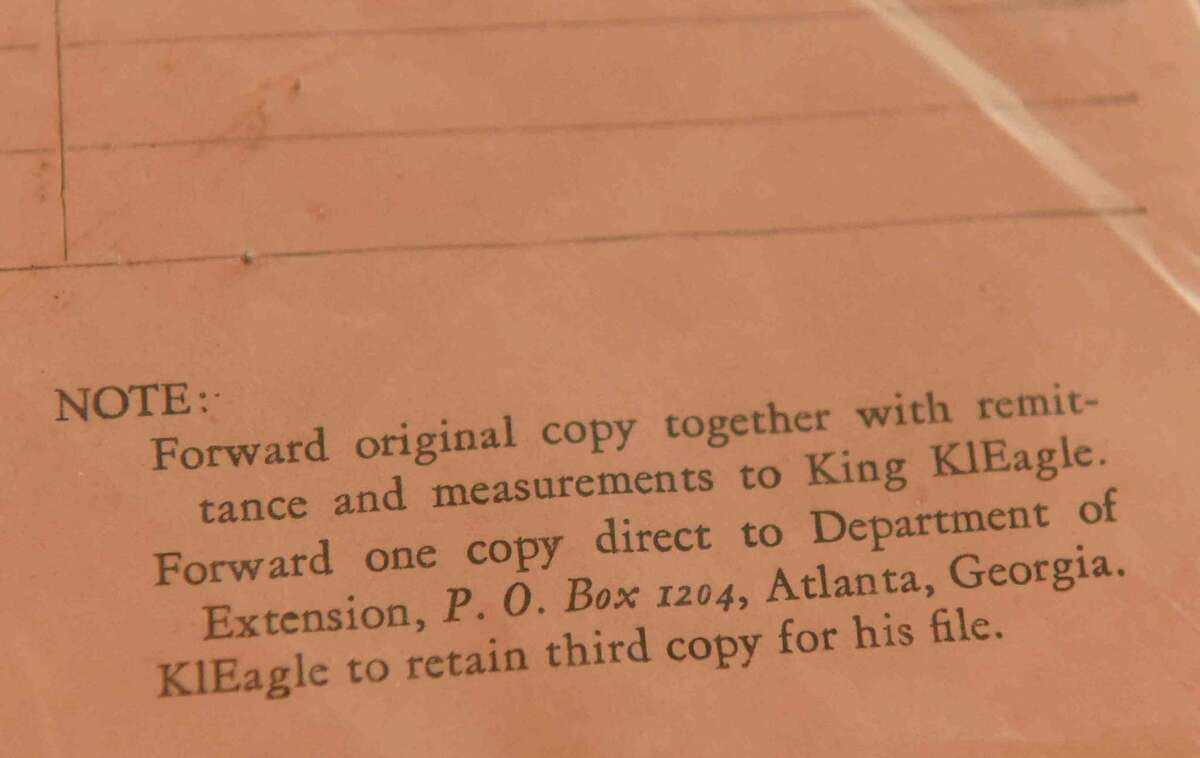 NOTE:
Forward original copy together with remit-
tance and measurements to King KlEagle.
Forward one copy direct to Department of
Extension, P. O. Box 1204, Atlanta, Georgia.
KlEagle to retain third copy for his file.